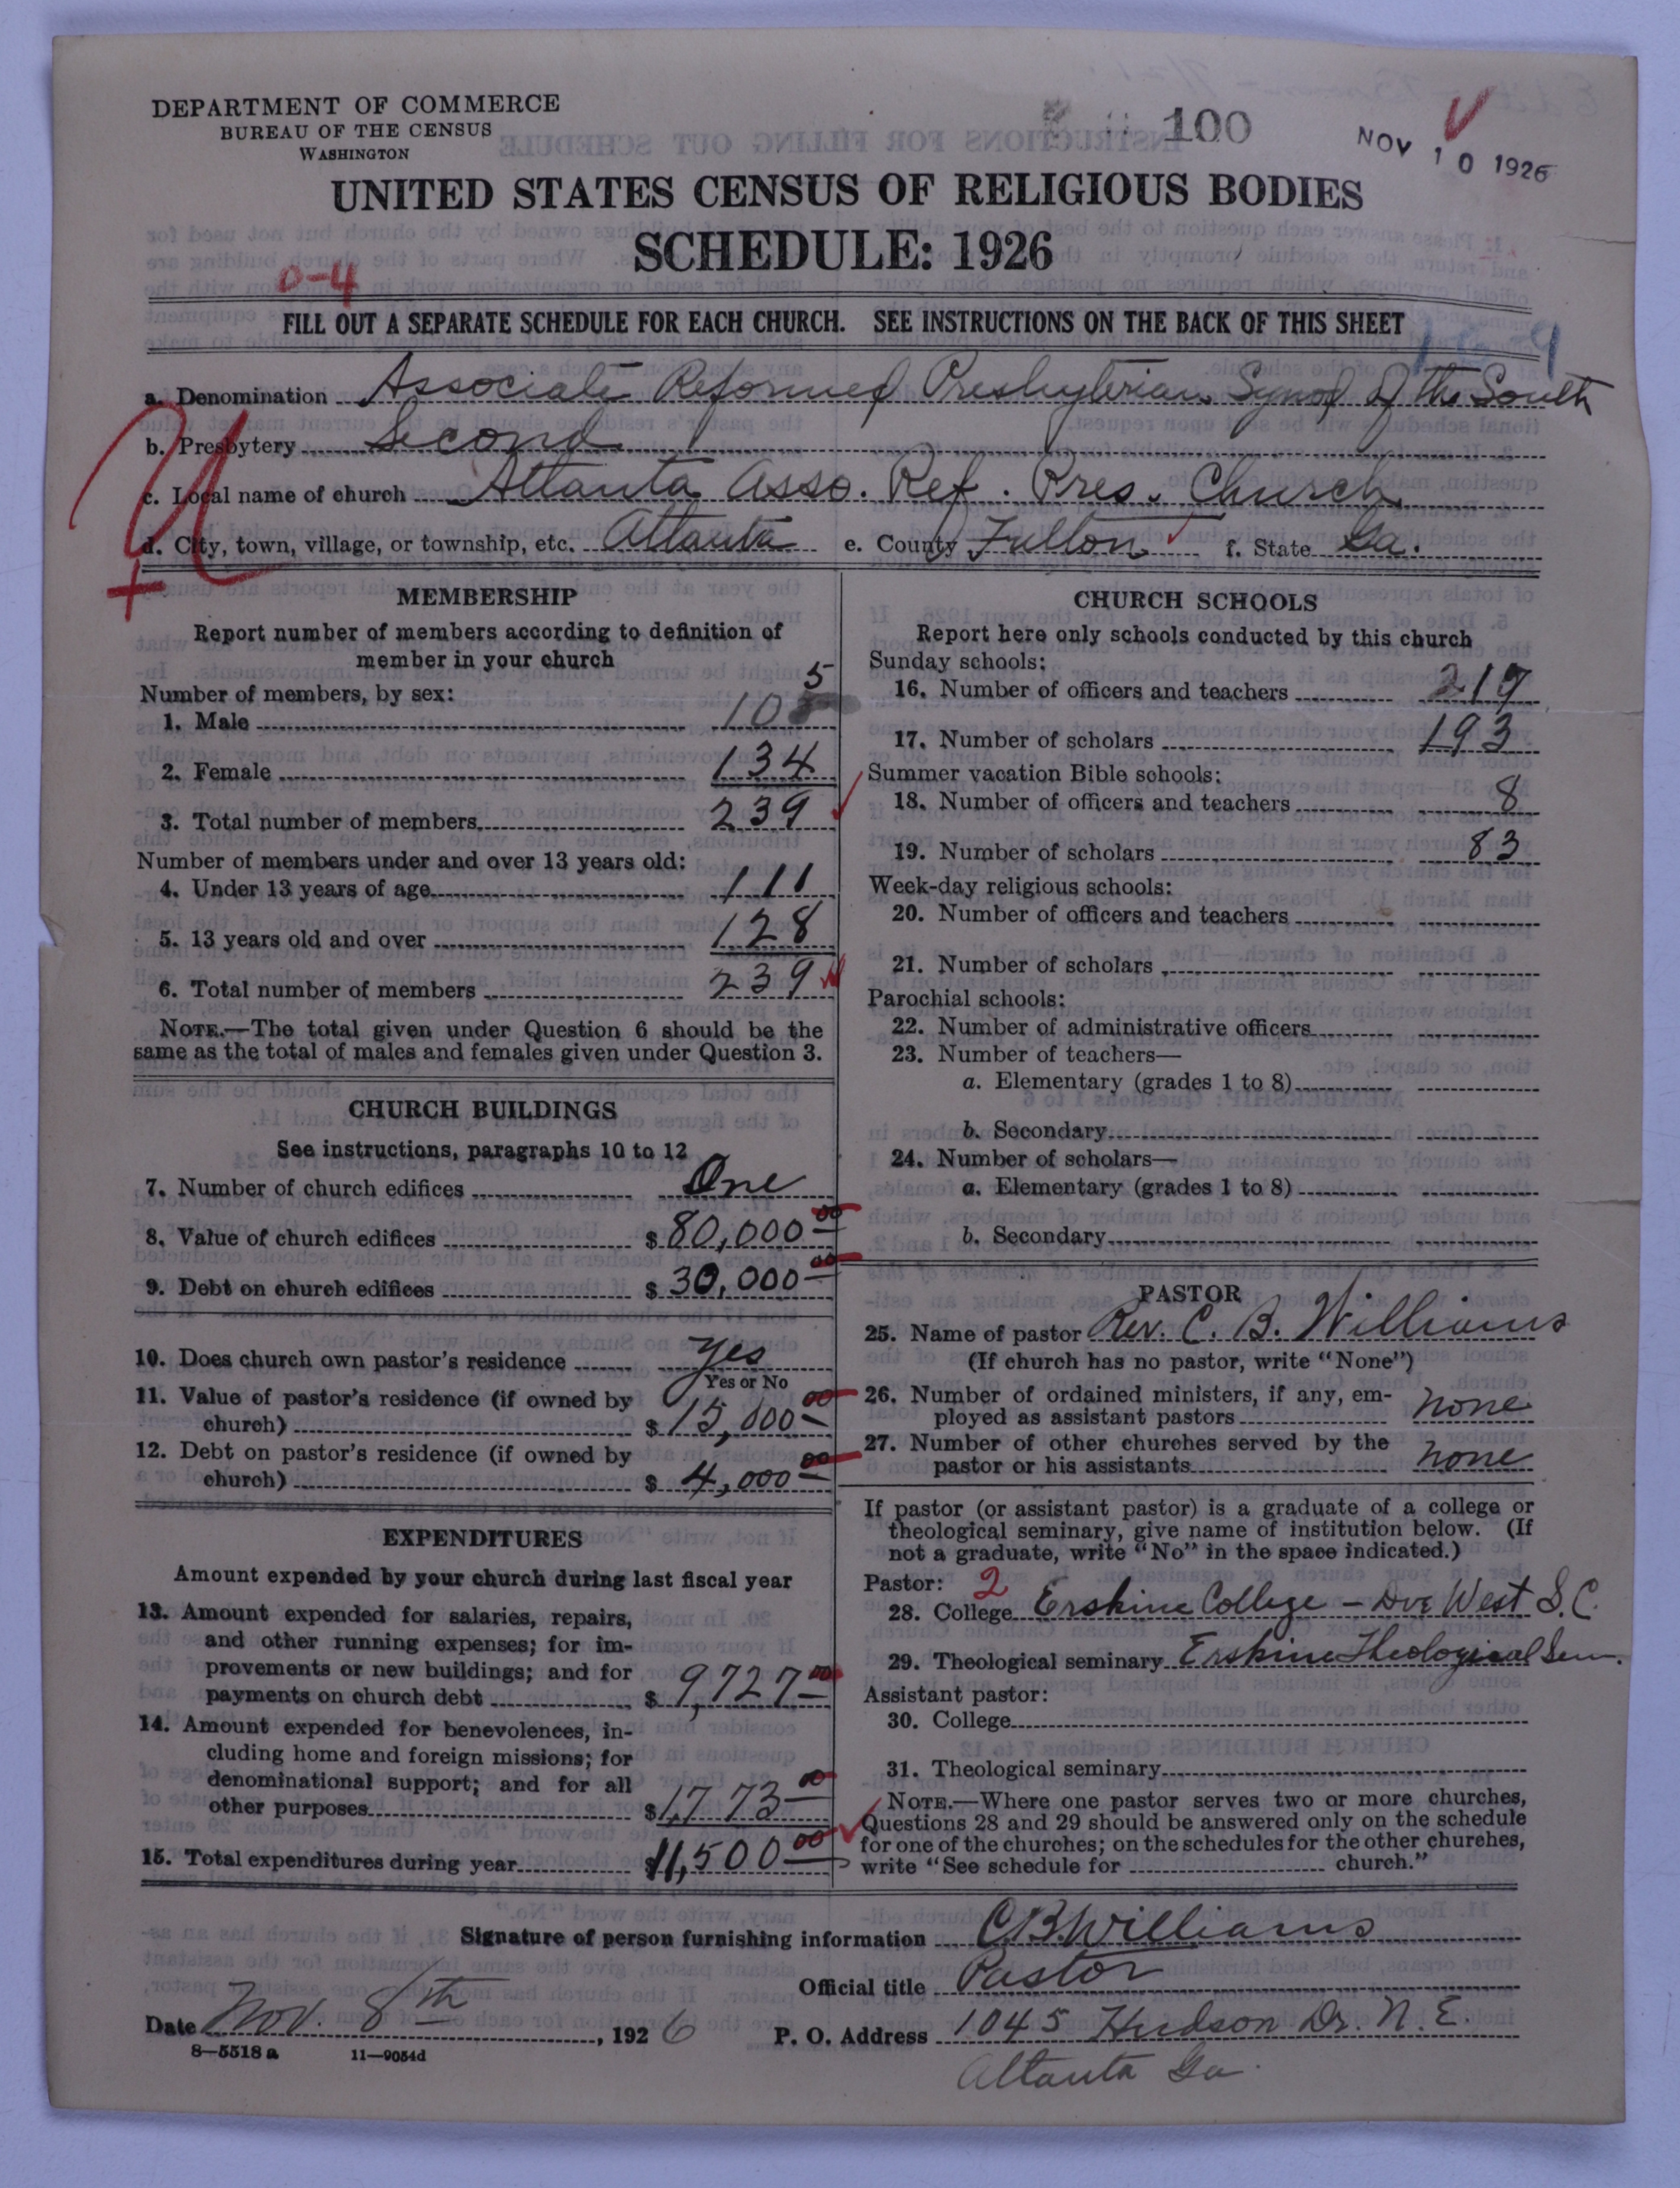 DEPARTMENT OF COMMERCE
BUREAU OF THE CENSUS
WASHINGTON
100
NOV 10 1926
UNITED STATES CENSUS OF RELIGIOUS BODIES
SCHEDULE: 1926
0-4
FILL OUT A SEPARATE SCHEDULE FOR EACH CHURCH. SEE INSTRUCTIONS ON THE BACK OF THIS SHEET
a. Denomination Associate Reformed Presbyterian Synod of the South
b. Presbytery Second
c. Local name of church Atlanta Asso. Ref. Pres. Church
d. City, town, village, or township, etc. Atlanta e. County Fulton f. State Ga.
MEMBERSHIP
Report number of members according to definition of
member in your church
Number of members, by sex:
1. Male 105
2. Female 134
3. Total number of members 239
Number of members under and over 13 years old:
4. Under 13 years of age 111
5. 13 years old and over 128
6. Total number of members 239
NOTE.—The total given under Question 6 should be the
same as the total of males and females given under Question 3.
CHURCH BUILDINGS
See instructions, paragraphs 10 to 12
7. Number of church edifices One
8. Value of church edifices $80,000 00
9. Debt on church edifices $30,000 00
10. Does church own pastor's residence yes
Yes or No
11. Value of pastor's residence (if owned by
church) $15,000 00
12. Debt on pastor's residence (if owned by
church) $4,000 00
EXPENDITURES
Amount expended by your church during last fiscal year
13. Amount expended for salaries, repairs,
and other running expenses; for im-
provements or new buildings; and for
payments on church debt $9,727 00
14. Amount expended for benevolences, in-
cluding home and foreign missions; for
denominational support; and for all
other purposes $1,773 00
15. Total expenditures during year $11,500 00
CHURCH SCHOOLS
Report here only schools conducted by this church
Sunday schools:
16. Number of officers and teachers
17. Number of scholars 193
Summer vacation Bible schools:
18. Number of officers and teachers 8
19. Number of scholars 83
Week-day religious schools:
20. Number of officers and teachers
21. Number of scholars
Parochial schools:
22. Number of administrative officers
23. Number of teachers—
a. Elementary (grades 1 to 8)
b. Secondary
24. Number of scholars—
a. Elementary (grades 1 to 8)
b. Secondary
PASTOR
25. Name of pastor Rev. C. B. Williams
(If church has no pastor, write "None")
26. Number of ordained ministers, if any, em-
ployed as assistant pastors none
27. Number of other churches served by the
pastor or his assistants none
If pastor (or assistant pastor) is a graduate of a college or
theological seminary, give name of institution below. (If
not a graduate, write "No" in the space indicated.)
Pastor: 2
28. College Erskine College – Due West S.C.
29. Theological seminary Erskine Theological Sem.
Assistant pastor:
30. College
31. Theological seminary
NOTE.—Where one pastor serves two or more churches,
Questions 28 and 29 should be answered only on the schedule
for one of the churches; on the schedules for the other churches,
write "See schedule for church."
Signature of person furnishing information C.B. Williams
Official title Pastor
Date Nov. 8th, 1926 P. O. Address 1045 Hudson Dr. N. E.
8—5518 a 11—9054d
Atlanta Ga.